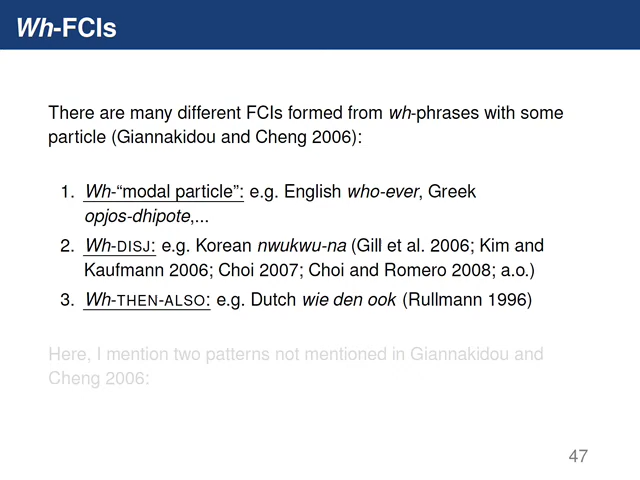 Wh-FCIs
There are many different FCIs formed from wh-phrases with some
particle (Giannakidou and Cheng 2006):
1. Wh-“modal particle”: e.g. English who-ever, Greek
opjos-dhipote,...
2. Wh-DISJ: e.g. Korean nwukwu-na (Gill et al. 2006; Kim and
Kaufmann 2006; Choi 2007; Choi and Romero 2008; a.o.)
3. Wh-THEN-ALSO: e.g. Dutch wie den ook (Rullmann 1996)
Here, I mention two patterns not mentioned in Giannakidou and
Cheng 2006:
47